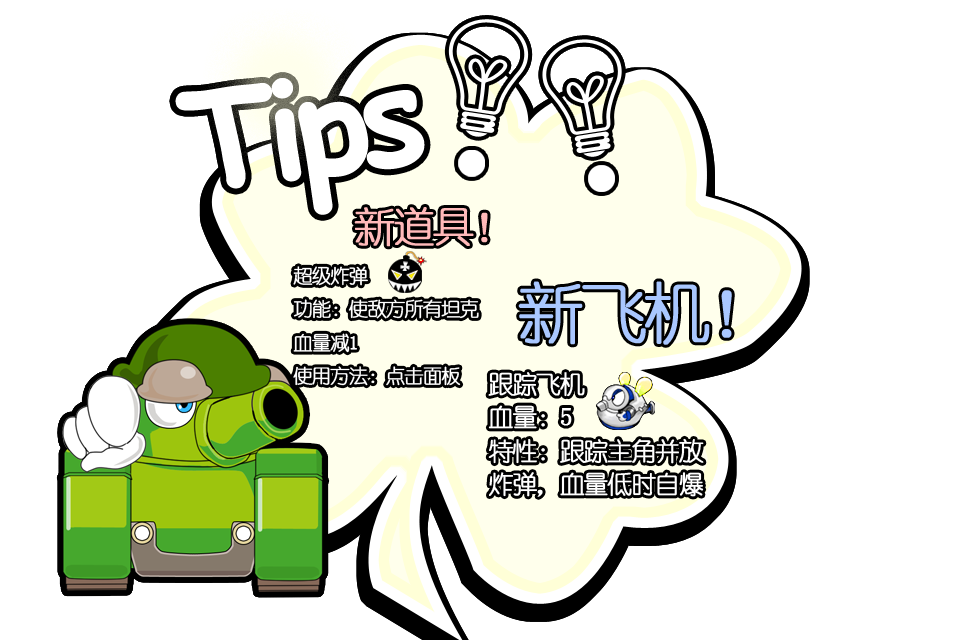 Tips
新道具！
超级炸弹
功能：使敌方所有坦克
血量减1
使用方法：点击面板
新飞机！
跟踪飞机
血量：5
特性：跟踪主角并放
炸弹，血量低时自爆